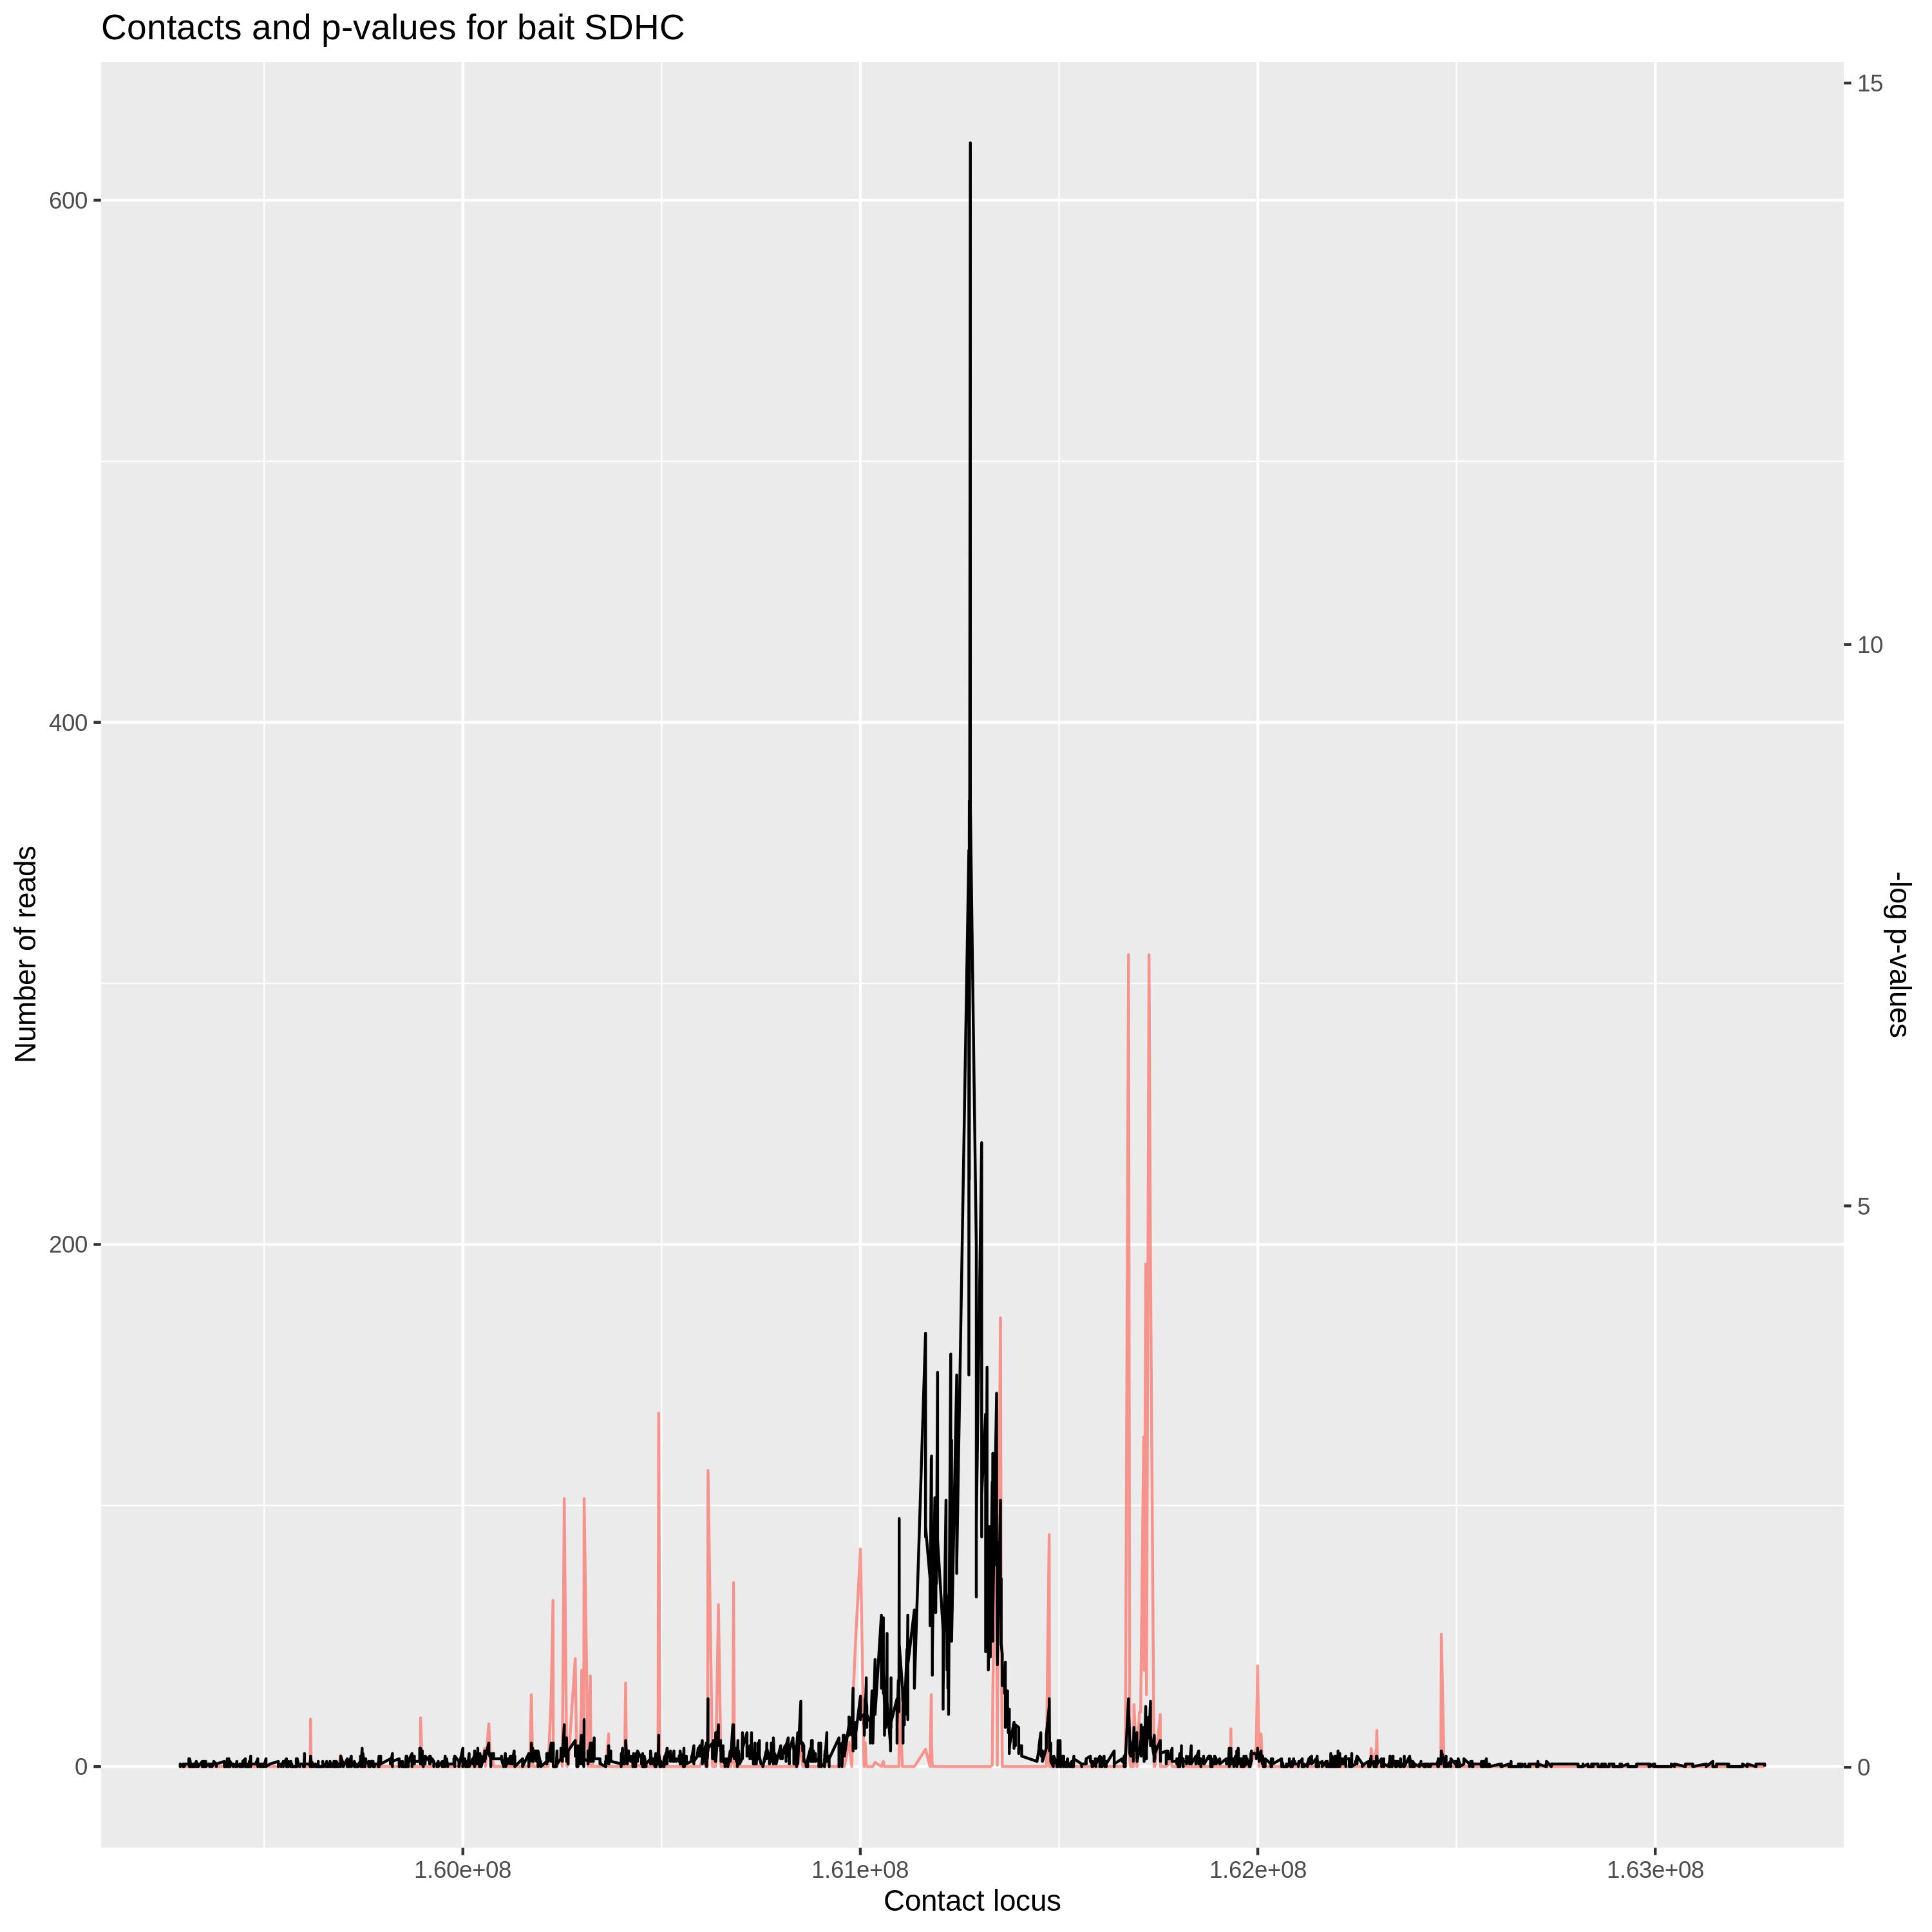 Contacts and p-values for bait SDHC
15
600
10
400
Number of reads
-log p-values
5
200
0
0
1.60e+08
1.61e+08
1.62e+08
1.63e+08
Contact locus